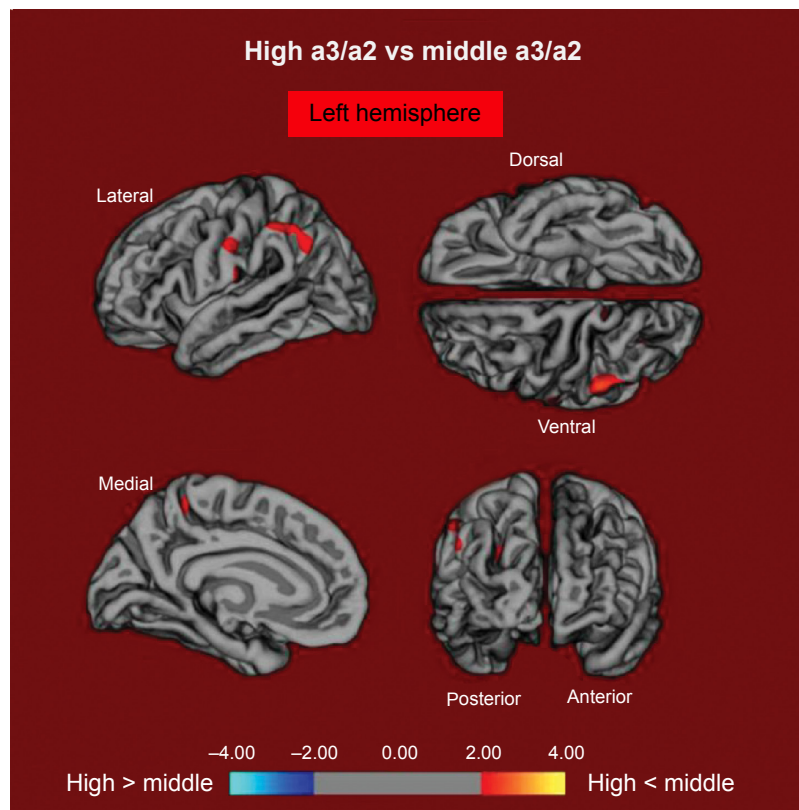 High a3/a2 vs middle a3/a2
Left hemisphere
Dorsal
Lateral
Ventral
Medial
Posterior
Anterior
–4.00 –2.00 0.00 2.00 4.00
High > middle
High < middle